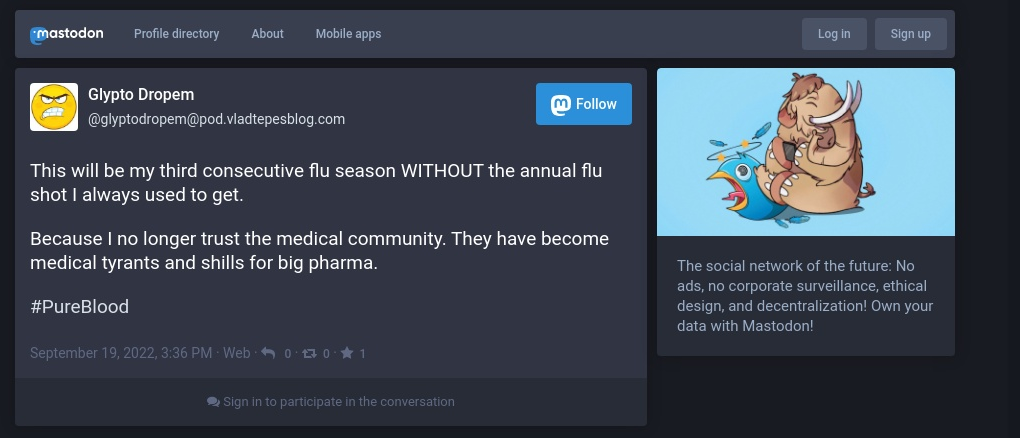 mastodon Profile directory About Mobile apps Log in Sign up
Glypto Dropem
@glyptodropem@pod.vladtepesblog.com
Follow
This will be my third consecutive flu season WITHOUT the annual flu
shot I always used to get.
Because I no longer trust the medical community. They have become
medical tyrants and shills for big pharma.
#PureBlood
September 19, 2022, 3:36 PM · Web · 0 · 0 · 1
Sign in to participate in the conversation
The social network of the future: No
ads, no corporate surveillance, ethical
design, and decentralization! Own your
data with Mastodon!